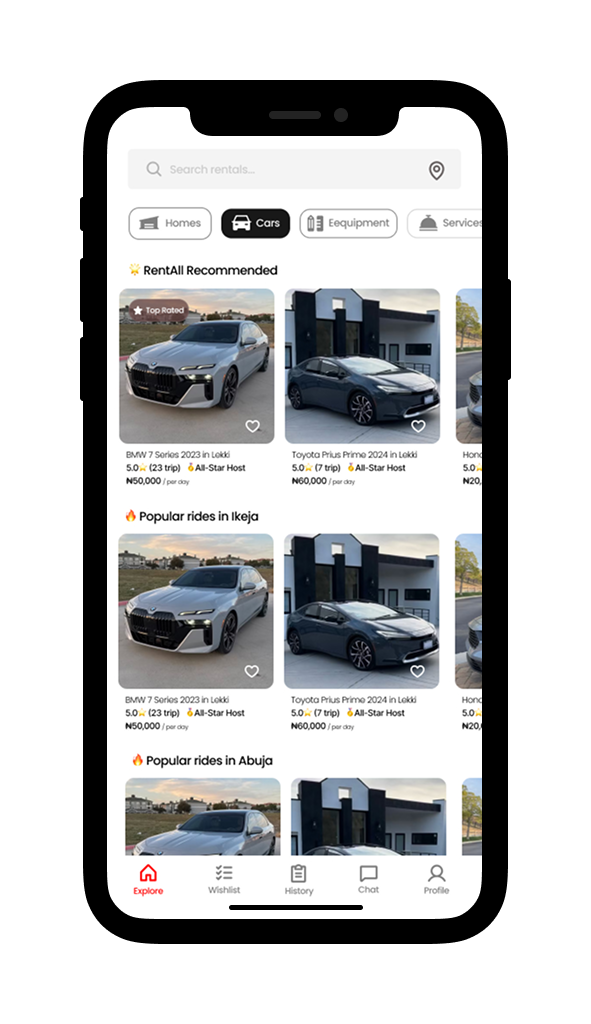 Search rentals...
Homes Cars Eequipment Services
RentAll Recommended
Top Rated
BMW 7 Series 2023 in Lekki
5.0 (23 trip) All-Star Host
₦50,000 / per day
Toyota Prius Prime 2024 in Lekki
5.0 (7 trip) All-Star Host
₦60,000 / per day
Hond
5.0
₦20,
Popular rides in Ikeja
BMW 7 Series 2023 in Lekki
5.0 (23 trip) All-Star Host
₦50,000 / per day
Toyota Prius Prime 2024 in Lekki
5.0 (7 trip) All-Star Host
₦60,000 / per day
Hond
5.0
₦20,
Popular rides in Abuja
Explore Wishlist History Chat Profile